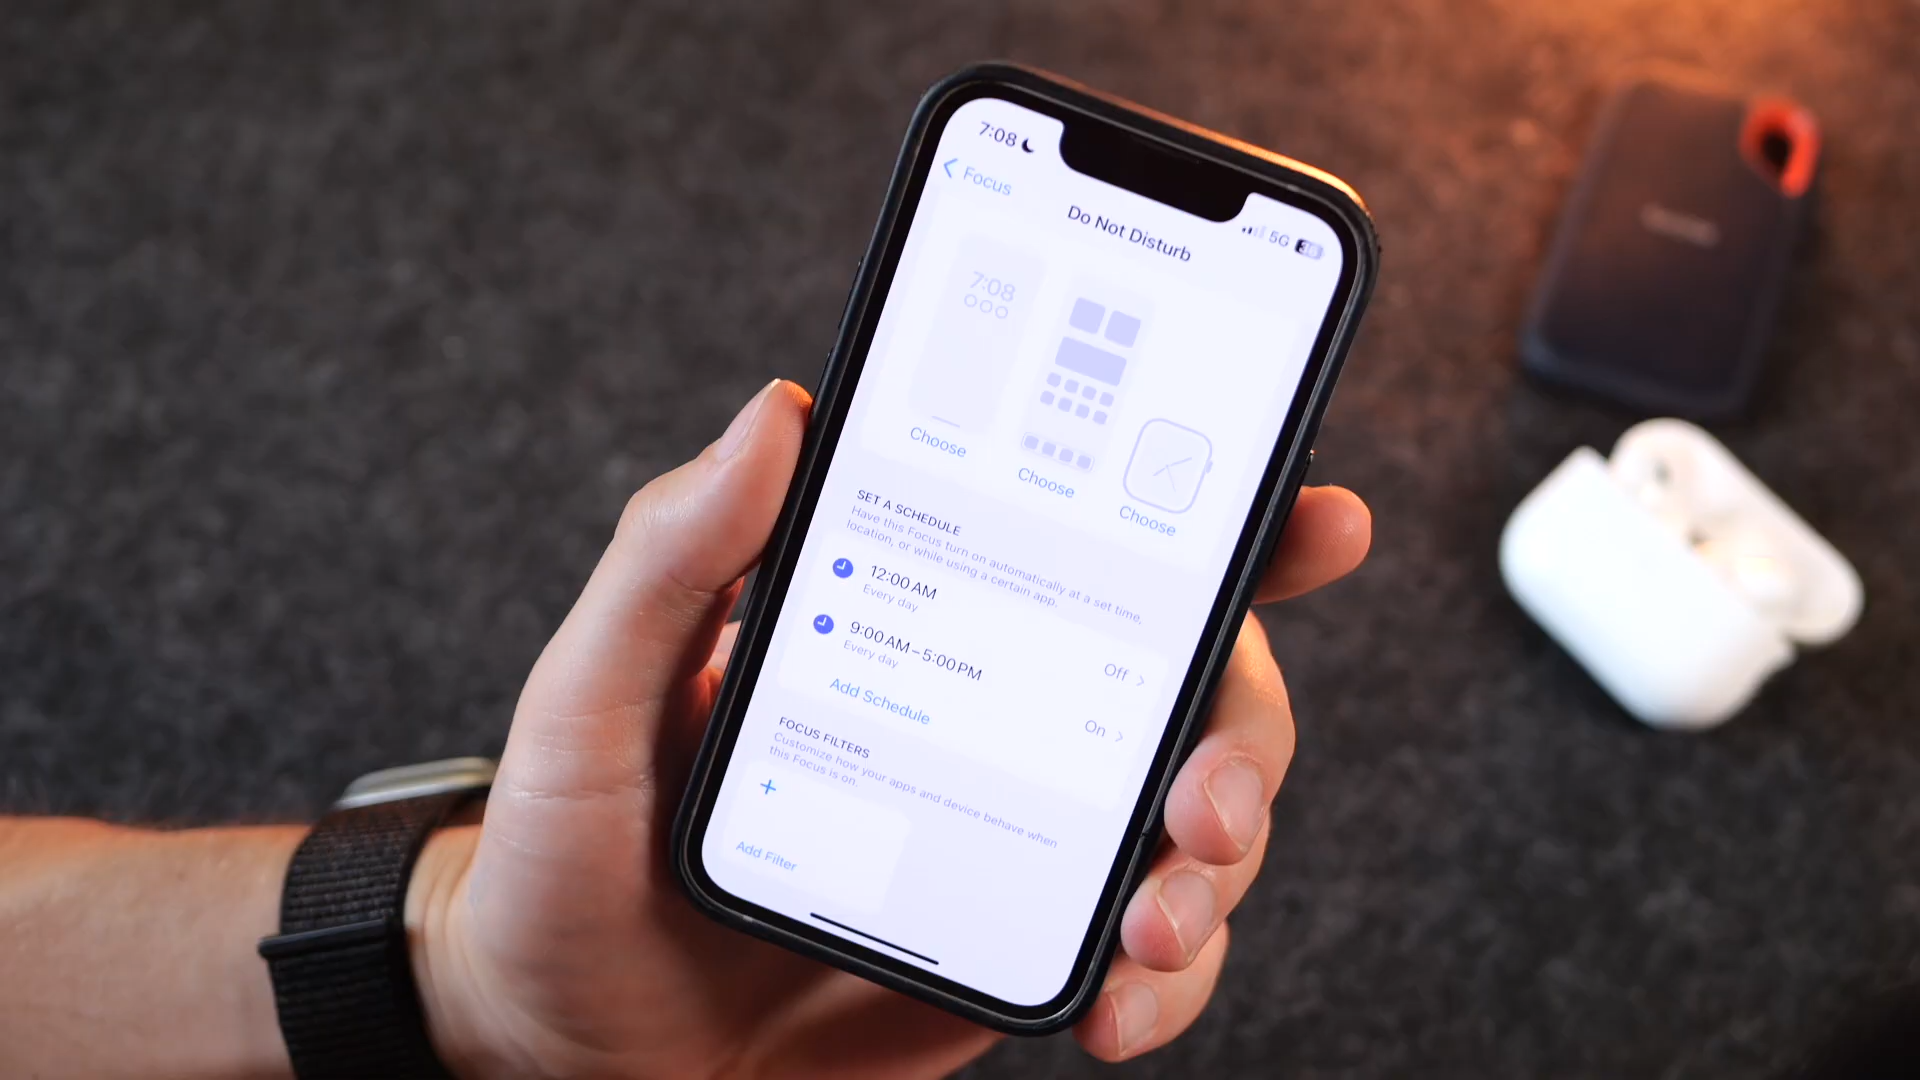 7:08
5G 38
Focus
Do Not Disturb
7:08
Choose
Choose
Choose
SET A SCHEDULE
Have this Focus turn on automatically at a set time,
location, or while using a certain app.
12:00 AM
Every day
Off
9:00 AM – 5:00 PM
Every day
On
Add Schedule
FOCUS FILTERS
Customize how your apps and device behave when
this Focus is on.
Add Filter